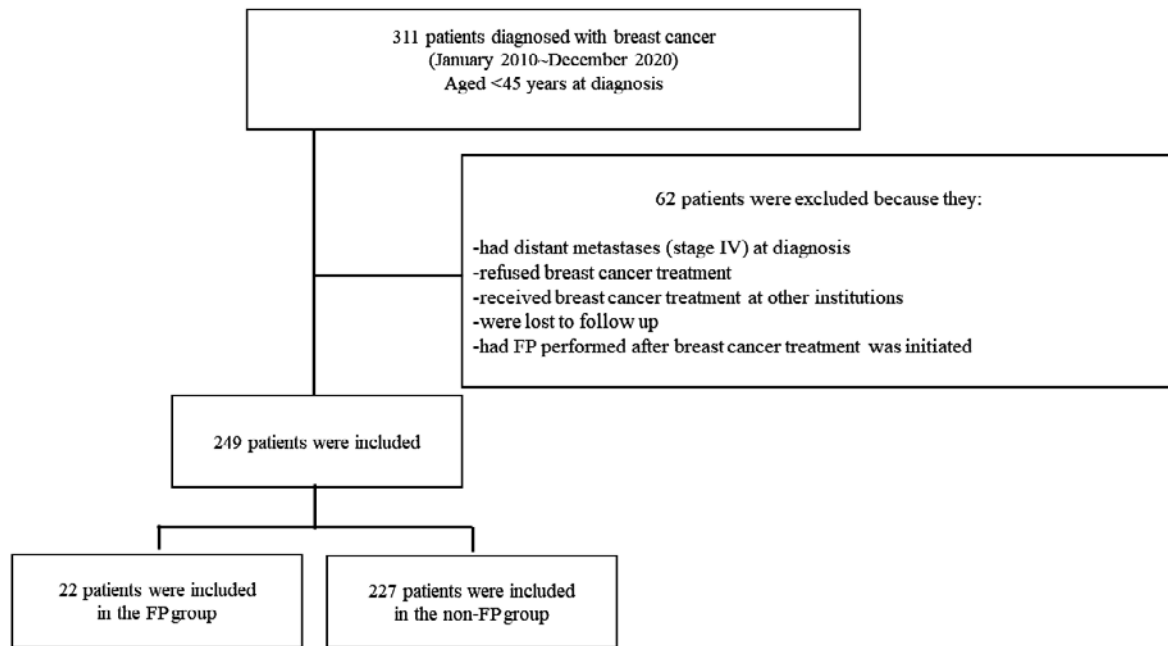 311 patients diagnosed with breast cancer
(January 2010~December 2020)
Aged <45 years at diagnosis
62 patients were excluded because they:
-had distant metastases (stage IV) at diagnosis
-refused breast cancer treatment
-received breast cancer treatment at other institutions
-were lost to follow up
-had FP performed after breast cancer treatment was initiated
249 patients were included
22 patients were included
in the FP group
227 patients were included
in the non-FP group